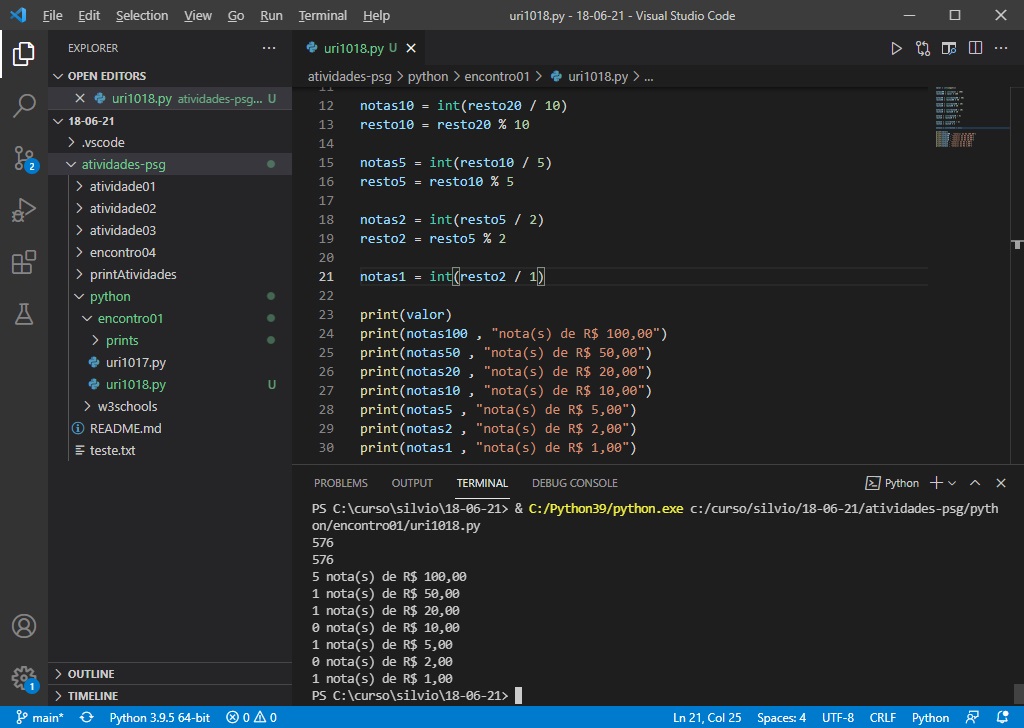 File Edit Selection View Go Run Terminal Help uri1018.py - 18-06-21 - Visual Studio Code
EXPLORER
OPEN EDITORS
uri1018.py atividades-psg... U
18-06-21
.vscode
atividades-psg
atividade01
atividade02
atividade03
encontro04
printAtividades
python
encontro01
prints
uri1017.py
uri1018.py U
w3schools
README.md
teste.txt
OUTLINE
TIMELINE
2
1
uri1018.py U
atividades-psg > python > encontro01 > uri1018.py > ...
11
12 notas10 = int(resto20 / 10)
13 resto10 = resto20 % 10
14
15 notas5 = int(resto10 / 5)
16 resto5 = resto10 % 5
17
18 notas2 = int(resto5 / 2)
19 resto2 = resto5 % 2
20
21 notas1 = int(resto2 / 1)
22
23 print(valor)
24 print(notas100 , "nota(s) de R$ 100,00")
25 print(notas50 , "nota(s) de R$ 50,00")
26 print(notas20 , "nota(s) de R$ 20,00")
27 print(notas10 , "nota(s) de R$ 10,00")
28 print(notas5 , "nota(s) de R$ 5,00")
29 print(notas2 , "nota(s) de R$ 2,00")
30 print(notas1 , "nota(s) de R$ 1,00")
PROBLEMS OUTPUT TERMINAL DEBUG CONSOLE Python
PS C:\curso\silvio\18-06-21> & C:/Python39/python.exe c:/curso/silvio/18-06-21/atividades-psg/pyth
on/encontro01/uri1018.py
576
576
5 nota(s) de R$ 100,00
1 nota(s) de R$ 50,00
1 nota(s) de R$ 20,00
0 nota(s) de R$ 10,00
1 nota(s) de R$ 5,00
0 nota(s) de R$ 2,00
1 nota(s) de R$ 1,00
PS C:\curso\silvio\18-06-21>
main* Python 3.9.5 64-bit 0 0 Ln 21, Col 25 Spaces: 4 UTF-8 CRLF Python